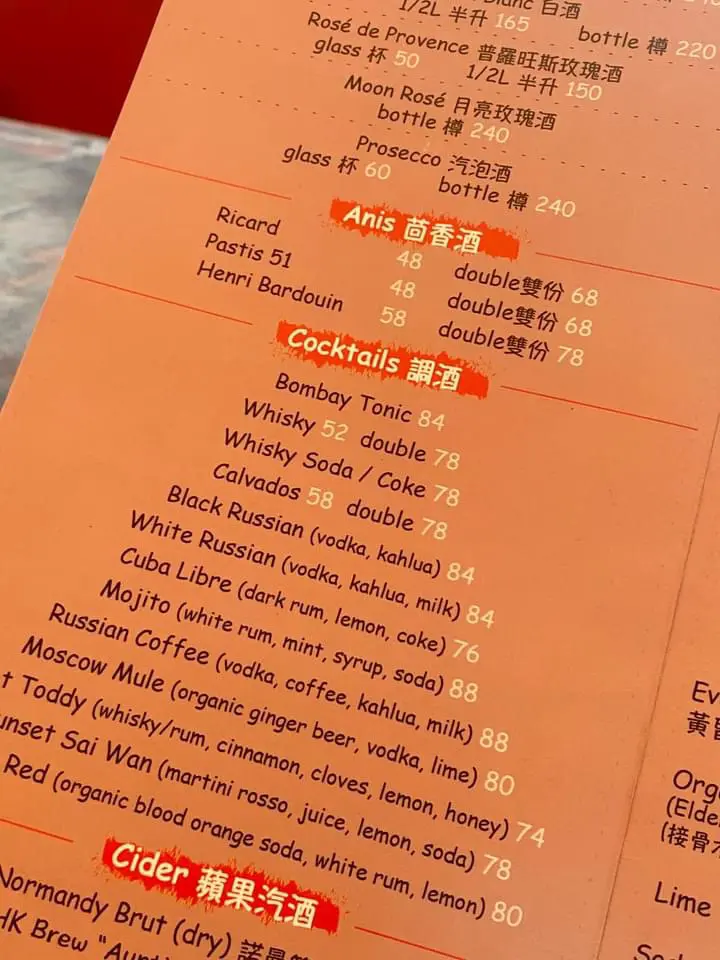 Blanc 白酒
1/2L 半升 165 bottle 樽 220
Rosé de Provence 普羅旺斯玫瑰酒
glass 杯 50 1/2L 半升 150
Moon Rosé 月亮玫瑰酒
bottle 樽 240
Prosecco 汽泡酒
glass 杯 60 bottle 樽 240
Anis 茴香酒
Ricard 48 double雙份 68
Pastis 51 48 double雙份 68
Henri Bardouin 58 double雙份 78
Cocktails 調酒
Bombay Tonic 84
Whisky 52 double 78
Whisky Soda / Coke 78
Calvados 58 double 78
Black Russian (vodka, kahlua) 84
White Russian (vodka, kahlua, milk) 84
Cuba Libre (dark rum, lemon, coke) 76
Mojito (white rum, mint, syrup, soda) 88
Russian Coffee (vodka, coffee, kahlua, milk) 88
Moscow Mule (organic ginger beer, vodka, lime) 80
t Toddy (whisky/rum, cinnamon, cloves, lemon, honey) 74
unset Sai Wan (martini rosso, juice, lemon, soda) 78
Red (organic blood orange soda, white rum, lemon) 80
Cider 蘋果汽酒
Normandy Brut (dry)
HK Brew
Ev
黃
Orga
(Elde
(接骨
Lime
Sod